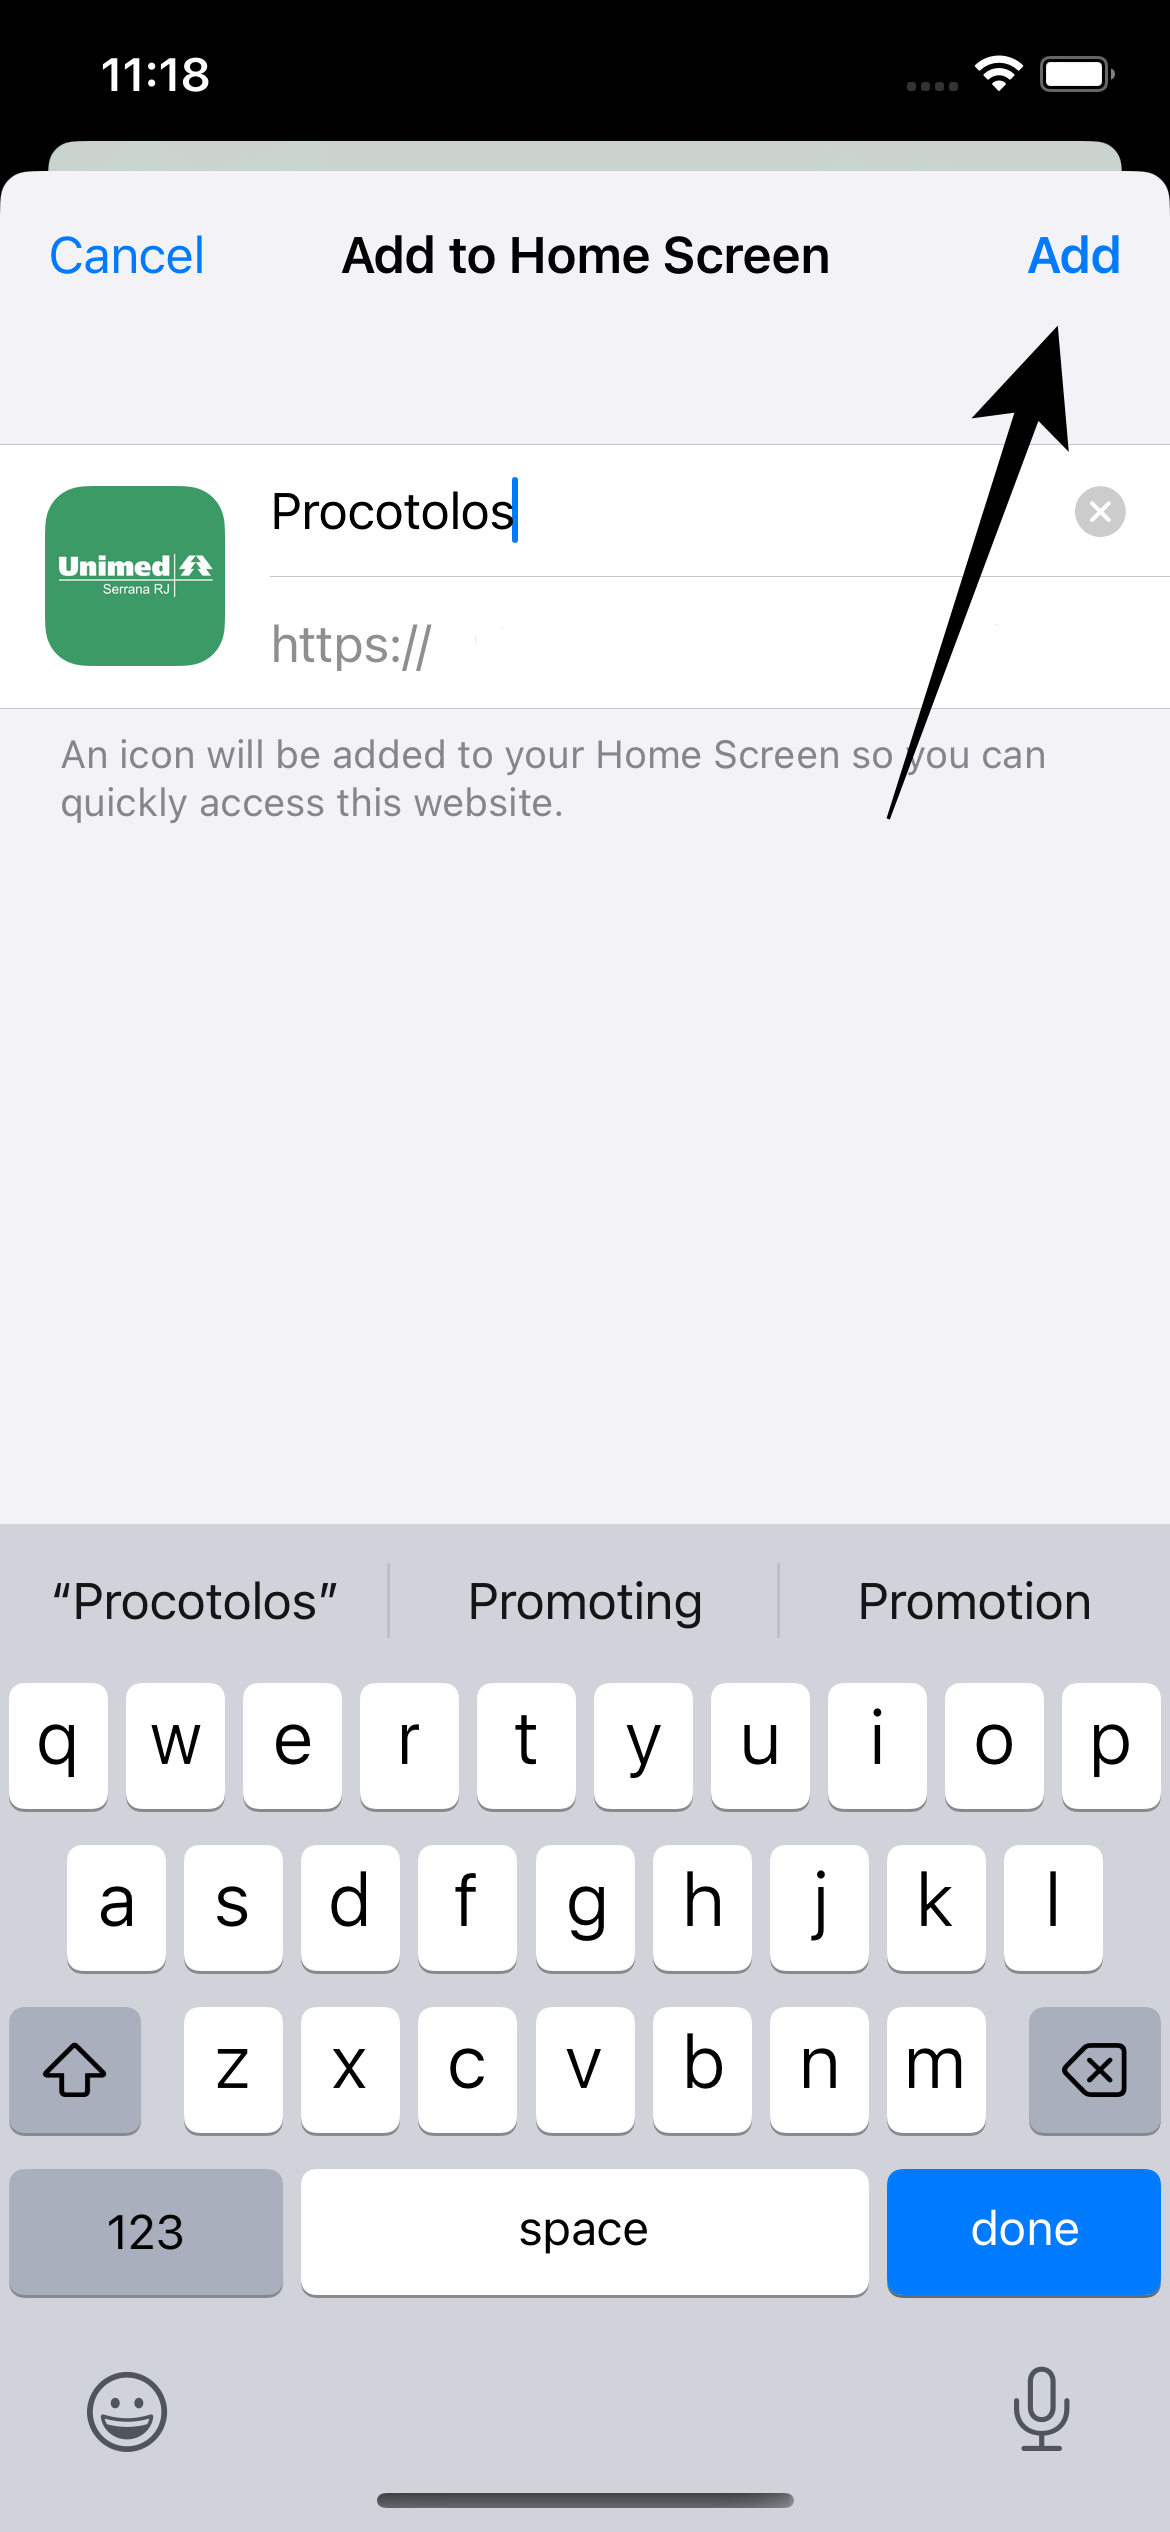 11:18
Cancel
Add to Home Screen
Add
Procotolos
Unimed
Serrana RJ
https://
An icon will be added to your Home Screen so you can
quickly access this website.
“Procotolos”
Promoting
Promotion
q w e r t y u i o p
a s d f g h j k l
z x c v b n m
123
space
done